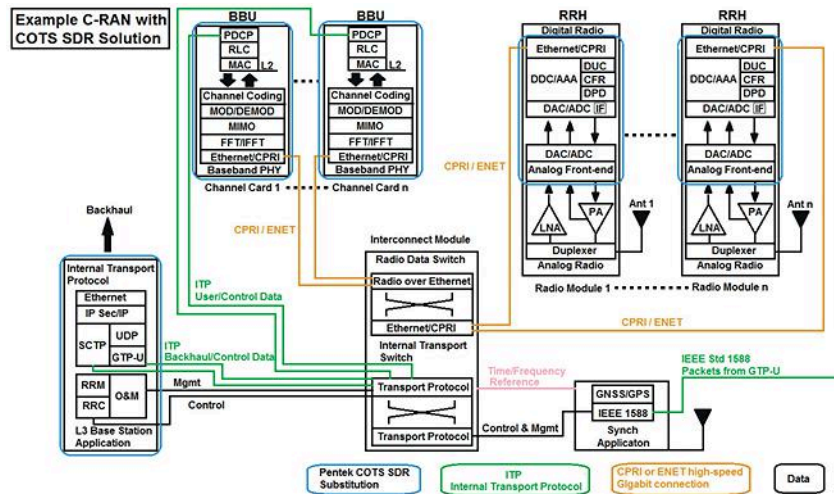 Example C-RAN with
COTS SDR Solution
BBU
PDCP
RLC
MAC
L2
Channel Coding
MOD/DEMOD
MIMO
FFT/IFFT
Ethernet/CPRI
Baseband PHY
Channel Card 1
BBU
PDCP
RLC
MAC
L2
Channel Coding
MOD/DEMOD
MIMO
FFT/IFFT
Ethernet/CPRI
Baseband PHY
Channel Card n
RRH
Digital Radio
Ethernet/CPRI
DDC/AAA
DUC
CFR
DPD
DAC/ADC
IF
DAC/ADC
Analog Front-end
LNA
PA
Ant 1
Duplexer
Analog Radio
Radio Module 1
RRH
Digital Radio
Ethernet/CPRI
DDC/AAA
DUC
CFR
DPD
DAC/ADC
IF
DAC/ADC
Analog Front-end
LNA
PA
Ant n
Duplexer
Analog Radio
Radio Module n
CPRI / ENET
CPRI / ENET
CPRI / ENET
Backhaul
Internal Transport
Protocol
Ethernet
IP Sec/IP
SCTP
UDP
GTP-U
RRM
RRC
O&M
L3 Base Station
Application
ITP
User/Control Data
ITP
Backhaul/Control Data
Mgmt
Control
Interconnect Module
Radio Data Switch
Radio over Ethernet
Ethernet/CPRI
Internal Transport
Switch
Transport Protocol
Transport Protocol
Time/Frequency
Reference
Control & Mgmt
IEEE Std 1588
Packets from GTP-U
GNSS/GPS
IEEE 1588
Synch
Applicaton
Pentek COTS SDR
Substitution
ITP
Internal Transport Protocol
CPRI or ENET high-speed
Gigabit connection
Data